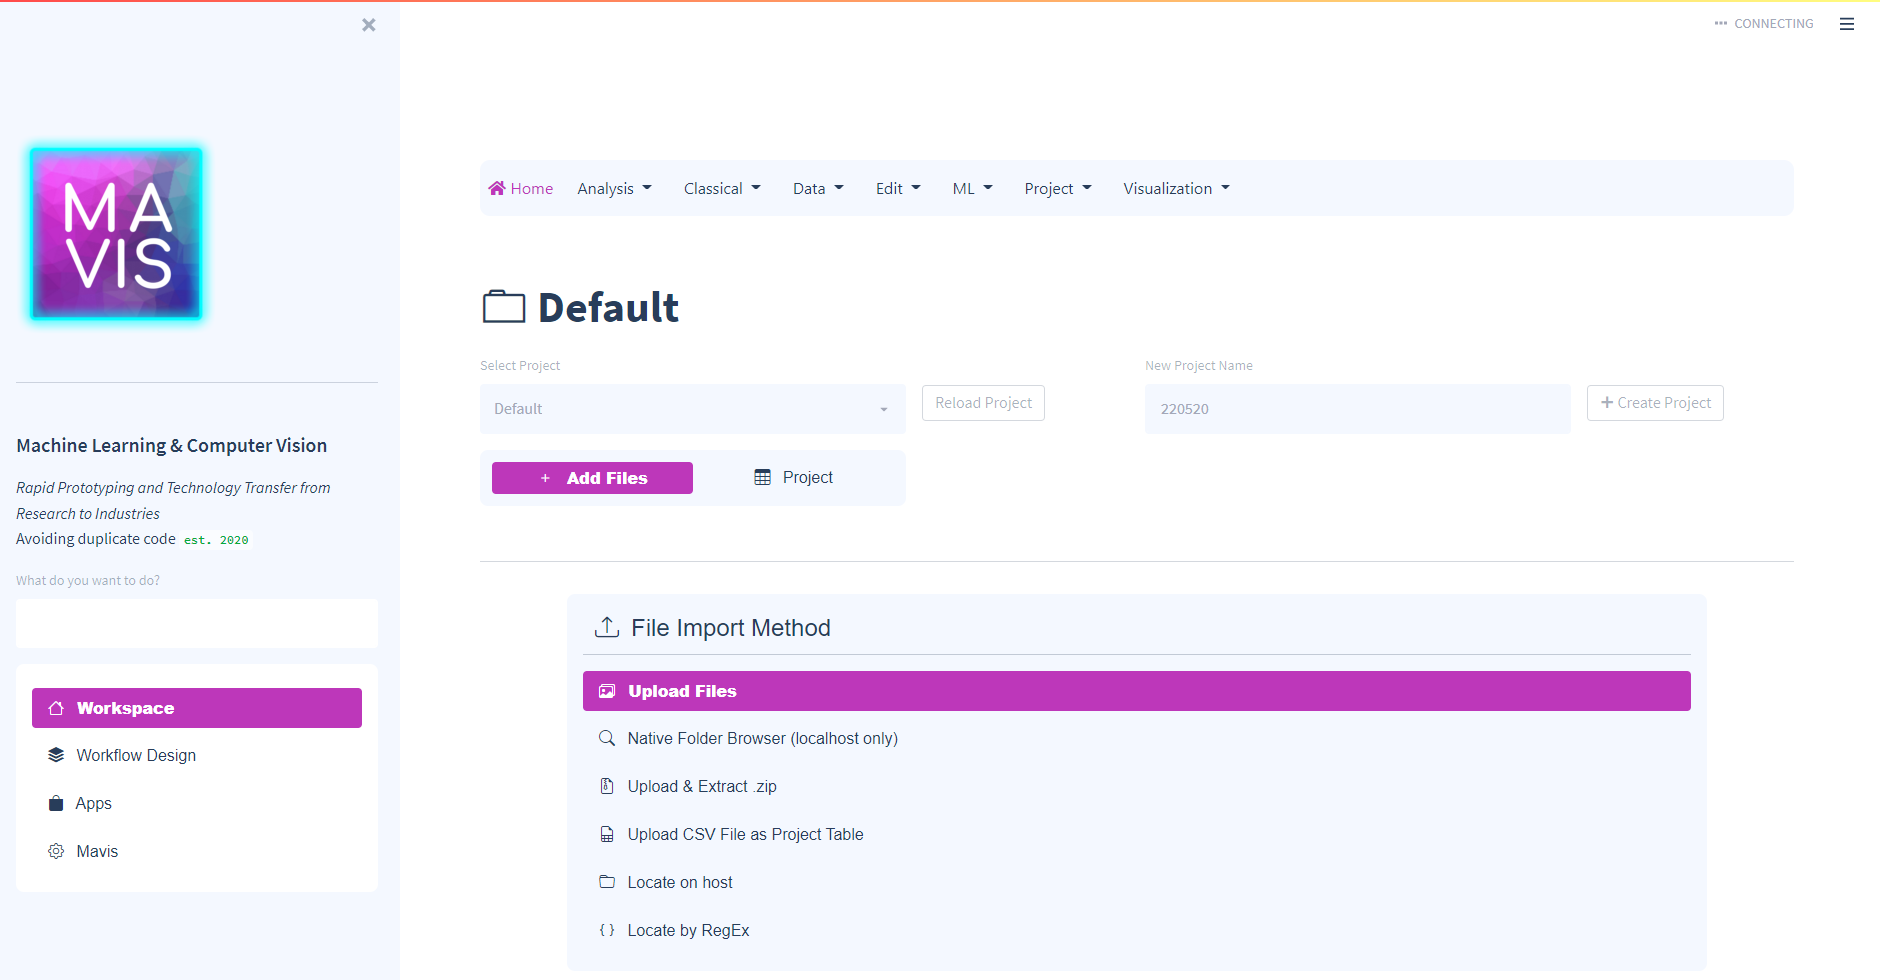 CONNECTING
MA
VIS
Machine Learning & Computer Vision
Rapid Prototyping and Technology Transfer from
Research to Industries
Avoiding duplicate code est. 2020
What do you want to do?
Workspace
Workflow Design
Apps
Mavis
Home Analysis Classical Data Edit ML Project Visualization
Default
Select Project
Default
Reload Project
New Project Name
220520
+ Create Project
+ Add Files
Project
File Import Method
Upload Files
Native Folder Browser (localhost only)
Upload & Extract .zip
Upload CSV File as Project Table
Locate on host
{ } Locate by RegEx